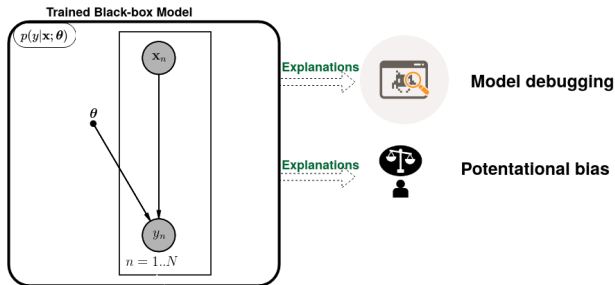 Trained Black-box Model
p(y|x; θ)
x_n
Explanations
Model debugging
θ
Explanations
Potentational bias
y_n
n = 1..N